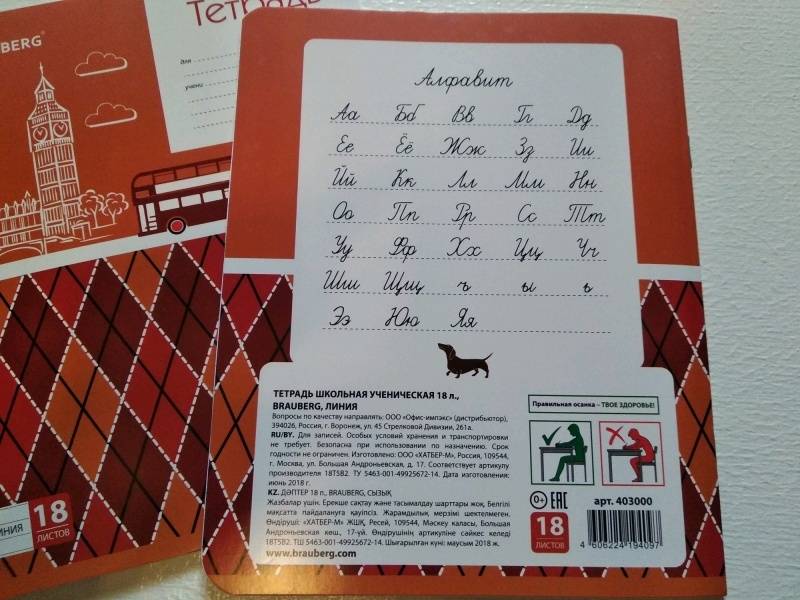 BERG®
Тетрадь
для
учени
ИНИЯ
18
ЛИСТОВ
Алфавит
Аа Бб Вв Гг Дд
Ее Ёё Жж Зз Ии
Йй Кк Лл Мм Нн
Оо Пп Рр Сс Тт
Уу Фф Хх Цц Чч
Шш Щщ ъ ы ь
Ээ Юю Яя
ТЕТРАДЬ ШКОЛЬНАЯ УЧЕНИЧЕСКАЯ 18 л.,
BRAUBERG, ЛИНИЯ
Вопросы по качеству направлять: ООО «Офис-импэкс» (дистрибьютор),
394026, Россия, г. Воронеж, ул. 45 Стрелковой Дивизии, 261а.
RU/BY. Для записей. Особых условий хранения и транспортировки
не требует. Безопасна при использовании по назначению. Срок
годности не ограничен. Изготовлено: ООО «ХАТБЕР-М», Россия, 109544,
г. Москва, ул. Большая Андроньевская, д. 17. Соответствует артикулу
производителя 18Т5В2. ТУ 5463-001-49925672-14. Дата изготовления:
июнь 2018 г.
KZ. ДӘПТЕР 18 п., BRAUBERG, СЫЗЫҚ
Жазбалар үшін. Ерекше сақтау және тасымалдау шарттары жоқ. Белгілі
мақсатта пайдалануға қауіпсіз. Жарамдылық мерзімі шектелмеген.
Өндіруші: «ХАТБЕР-М» ЖШҚ, Ресей, 109544, Мәскеу каласы, Большая
Андроньевская кеш., 17-үй. Өндірушінің артикуліне сәйкес келеді
18Т5В2. ТШ 5463-001-49925672-14. Шығарылған күні: маусым 2018 ж.
www.brauberg.com
Правильная осанка – ТВОЕ ЗДОРОВЬЕ!
0+ EAC
арт. 403000
18
ЛИСТОВ
4 606224 194097